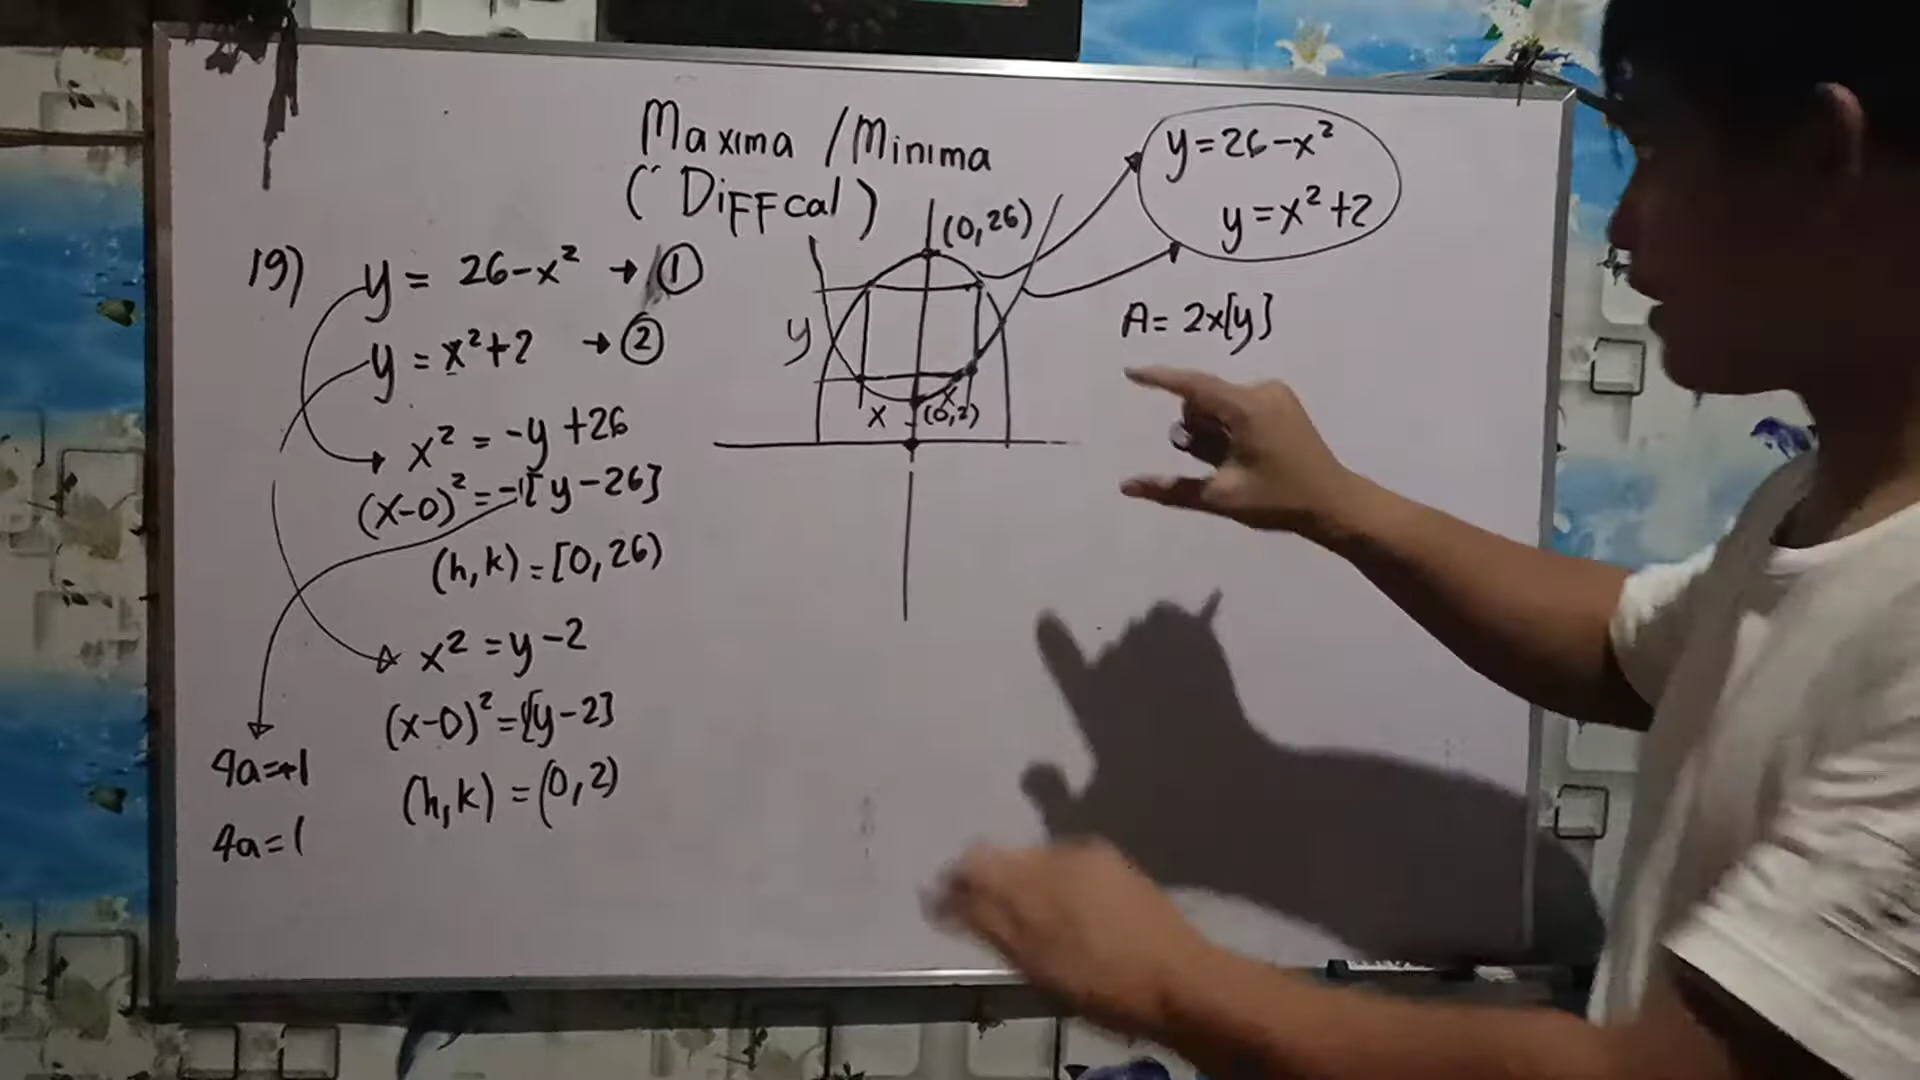 Maxima / Minima
(Diffcal)
19) y = 26-x² → ①
y = x²+2 → ②
x² = -y +26
(x-0)² = -1[y-26]
(h,k) = [0,26)
x² = y-2
(x-0)² = 1[y-2]
(h,k) = (0,2)
4a=+1
4a=1
(0,26)
y
x
x
(0,2)
y=26-x²
y=x²+2
A= 2x[y]